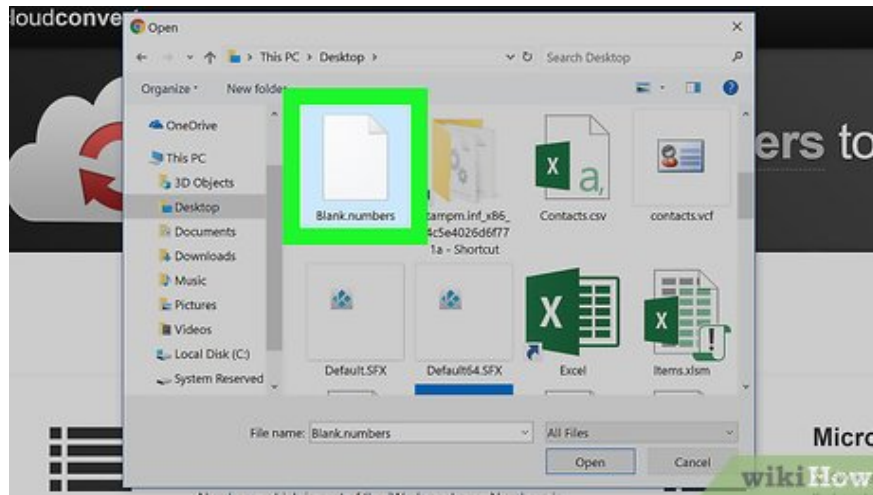 loudconve
Open
This PC > Desktop >
Search Desktop
Organize
New folder
OneDrive
This PC
3D Objects
Desktop
Documents
Downloads
Music
Pictures
Videos
Local Disk (C:)
System Reserved
Blank.numbers
tampm.inf_x86_
4c5e4026d6f77
1a - Shortcut
Contacts.csv
contacts.vcf
Default.SFX
Default64.SFX
Excel
Items.xlsm
ers to
File name: Blank.numbers
All Files
Open
Cancel
Micro
wikiHow